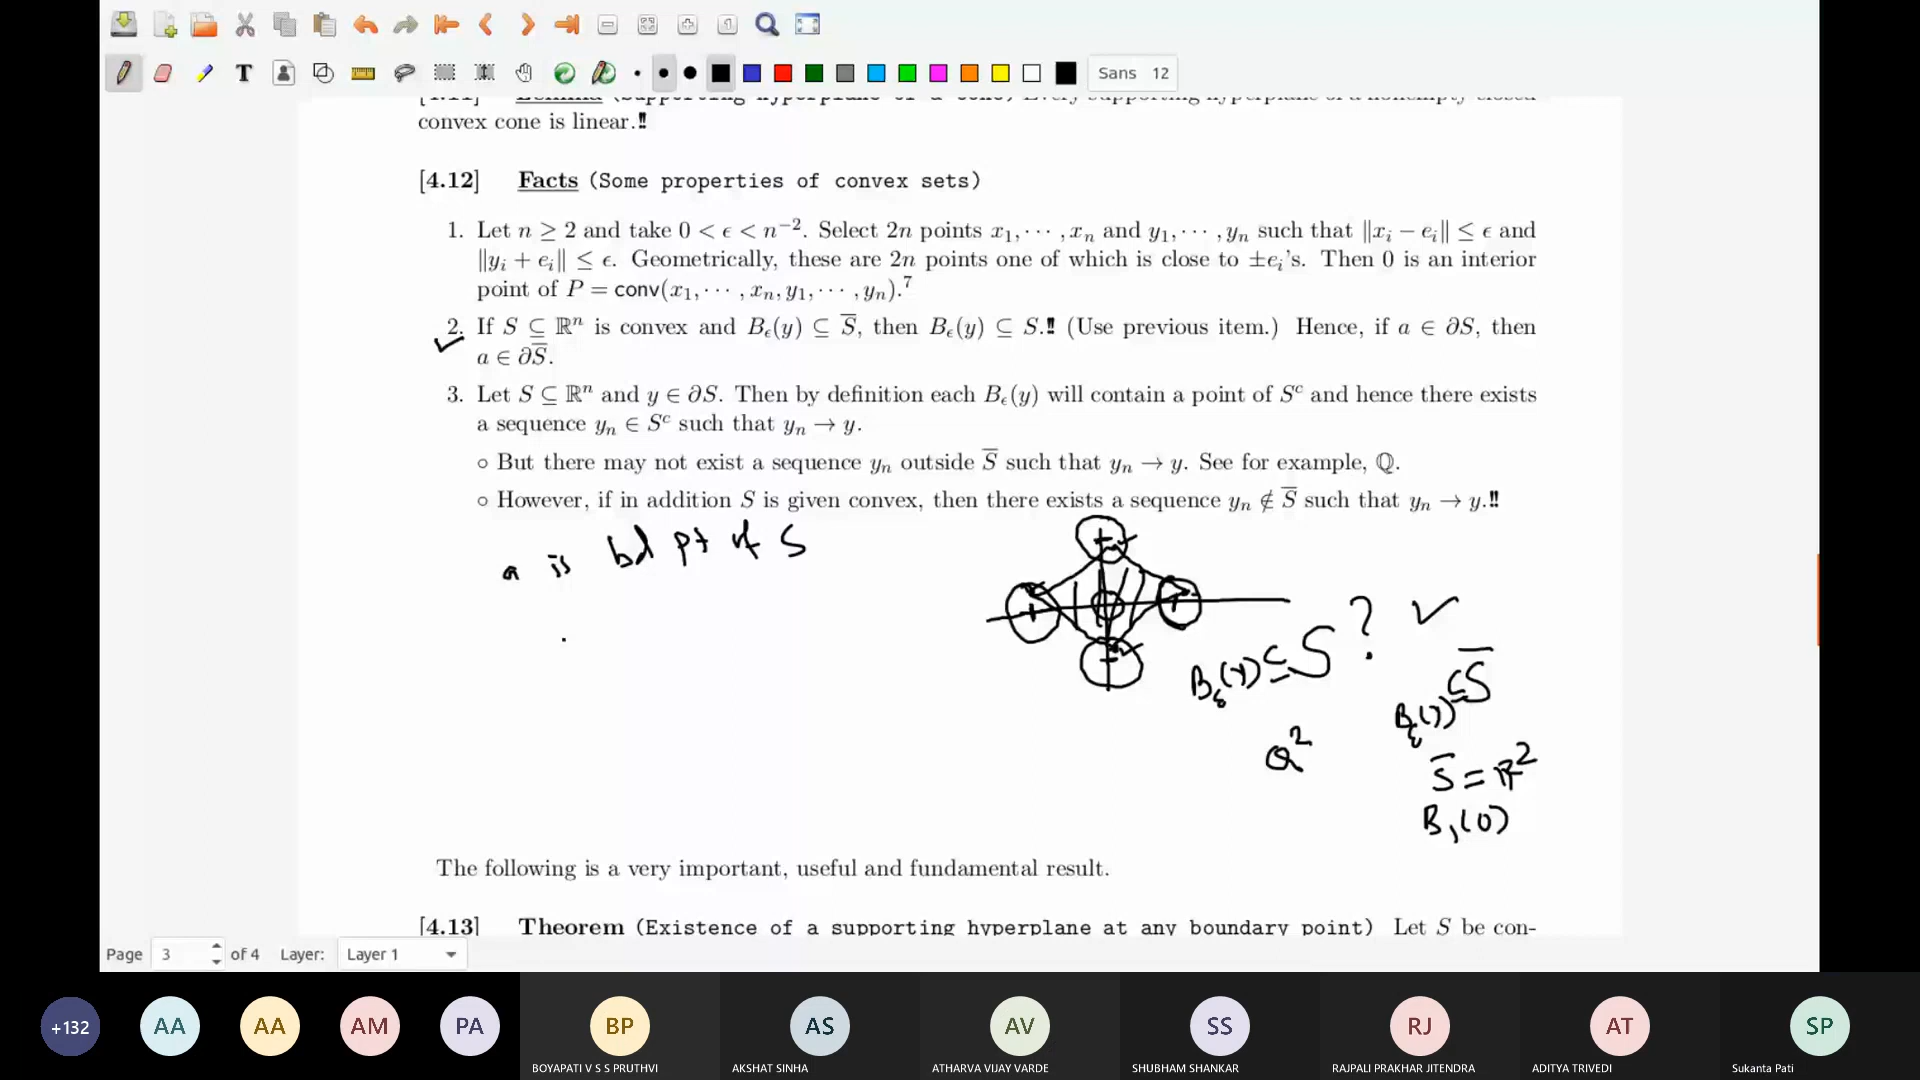 Sans 12
convex cone is linear.‼
[4.12] Facts (Some properties of convex sets)
1. Let n ≥ 2 and take 0 < ϵ < n⁻². Select 2n points x₁, ⋯ , xₙ and y₁, ⋯ , yₙ such that ‖xᵢ − eᵢ‖ ≤ ϵ and
‖yᵢ + eᵢ‖ ≤ ϵ. Geometrically, these are 2n points one of which is close to ±eᵢ's. Then 0 is an interior
point of P = conv(x₁, ⋯ , xₙ, y₁, ⋯ , yₙ).⁷
2. If S ⊆ ℝⁿ is convex and Bϵ(y) ⊆ S̅, then Bϵ(y) ⊆ S.‼ (Use previous item.) Hence, if a ∈ ∂S, then
a ∈ ∂S̅.
3. Let S ⊆ ℝⁿ and y ∈ ∂S. Then by definition each Bϵ(y) will contain a point of Sᶜ and hence there exists
a sequence yₙ ∈ Sᶜ such that yₙ → y.
○ But there may not exist a sequence yₙ outside S̅ such that yₙ → y. See for example, ℚ.
○ However, if in addition S is given convex, then there exists a sequence yₙ ∉ S̅ such that yₙ → y.‼
a is bd pt of S
Bϵ(y) ⊆ S ? ✓
Bϵ(y) ⊆ S̅
Q²
S̅ = ℝ²
B₁(0)
The following is a very important, useful and fundamental result.
[4.13] Theorem (Existence of a supporting hyperplane at any boundary point) Let S be con-
Page 3 of 4 Layer: Layer 1
+132 AA AA AM PA BP AS AV SS RJ AT SP
BOYAPATI V S S PRUTHVI AKSHAT SINHA ATHARVA VIJAY VARDE SHUBHAM SHANKAR RAJPALI PRAKHAR JITENDRA ADITYA TRIVEDI Sukanta Pati